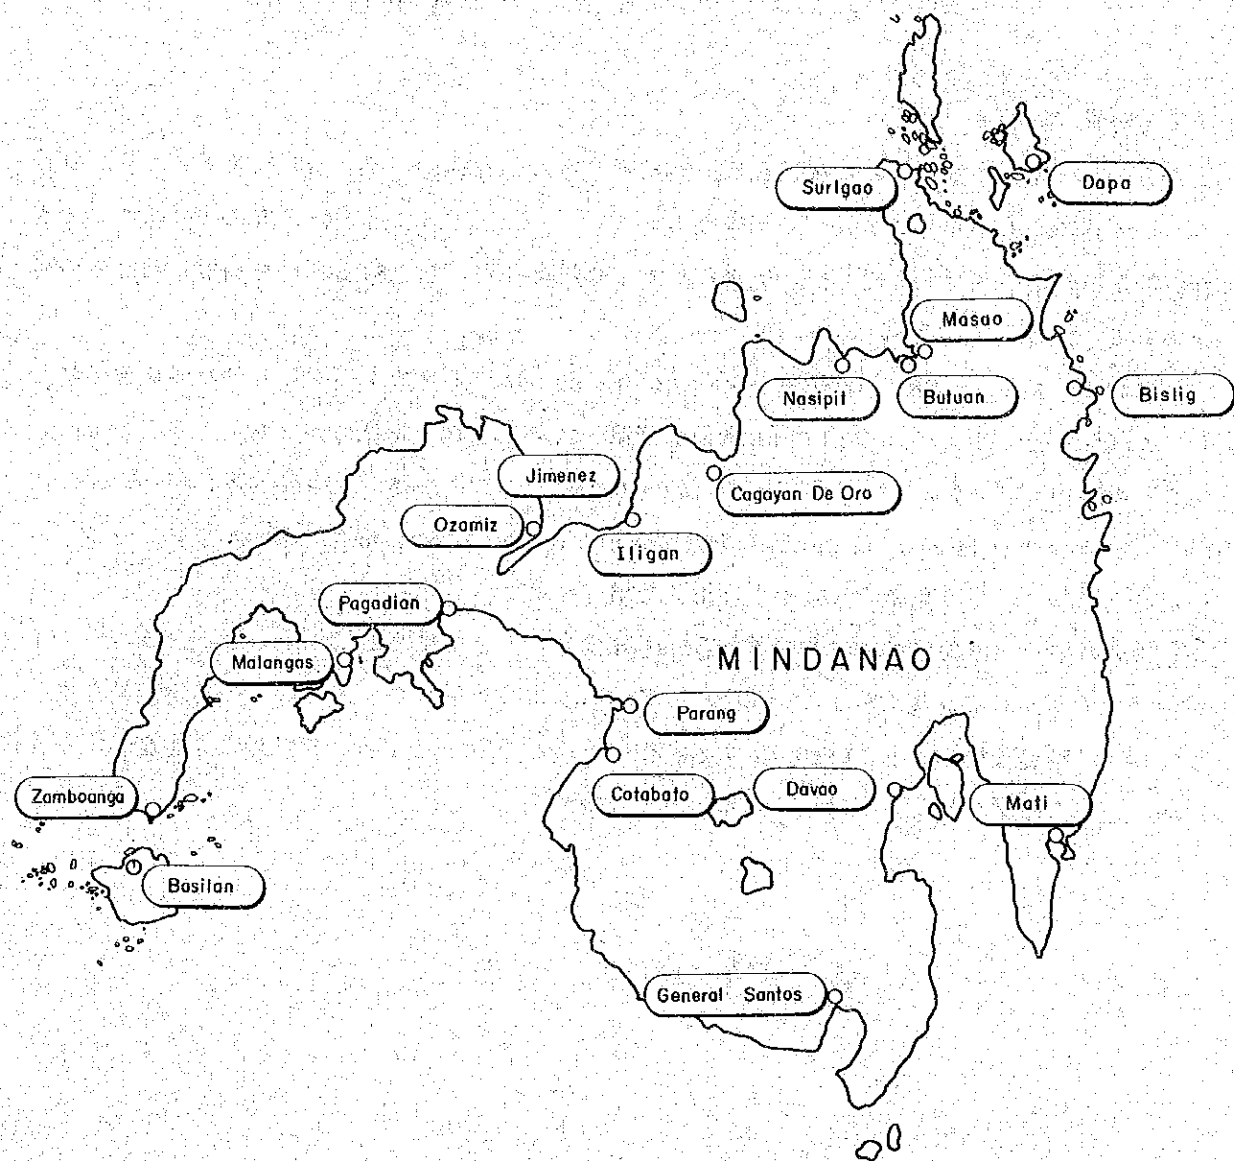 Surigao
Dapa
Masao
Nasipit
Butuan
Bislig
Jimenez
Cagayan De Oro
Ozamiz
Iligan
Pagadian
Malangas
MINDANAO
Parang
Zamboanga
Cotabato
Davao
Mati
Basilan
General Santos